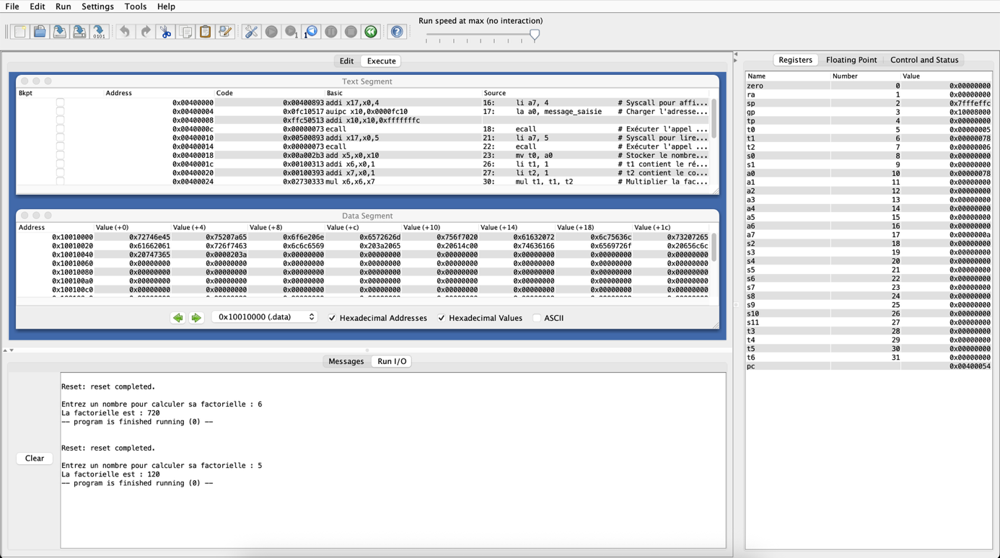 File Edit Run Settings Tools Help
Run speed at max (no interaction)
Edit Execute
Text Segment
Bkpt Address Code Basic Source
0x00400000 0x00400893 addi x17,x0,4 16: li a7, 4 # Syscall pour affi...
0x00400004 0x0fc10517 auipc x10,0x0000fc10 17: la a0, message_saisie # Charger l'adresse...
0x00400008 0xffc50513 addi x10,x10,0xfffffffc
0x0040000c 0x00000073 ecall 18: ecall # Exécuter l'appel ...
0x00400010 0x00500893 addi x17,x0,5 21: li a7, 5 # Syscall pour lire...
0x00400014 0x00000073 ecall 22: ecall # Exécuter l'appel ...
0x00400018 0x00a002b3 add x5,x0,x10 23: mv t0, a0 # Stocker le nombre...
0x0040001c 0x00100313 addi x6,x0,1 26: li t1, 1 # t1 contient le ré...
0x00400020 0x00100393 addi x7,x0,1 27: li t2, 1 # t2 contient le co...
0x00400024 0x02730333 mul x6,x6,x7 30: mul t1, t1, t2 # Multiplier la fac...
Data Segment
Address Value (+0) Value (+4) Value (+8) Value (+c) Value (+10) Value (+14) Value (+18) Value (+1c)
0x10010000 0x72746e45 0x75207a65 0x6f6e206e 0x6572626d 0x756f7020 0x61632072 0x6c75636c 0x73207265
0x10010020 0x61662061 0x726f7463 0x6c6c6569 0x203a2065 0x20614c00 0x74636166 0x6569726f 0x20656c6c
0x10010040 0x20747365 0x0000203a 0x00000000 0x00000000 0x00000000 0x00000000 0x00000000 0x00000000
0x10010060 0x00000000 0x00000000 0x00000000 0x00000000 0x00000000 0x00000000 0x00000000 0x00000000
0x10010080 0x00000000 0x00000000 0x00000000 0x00000000 0x00000000 0x00000000 0x00000000 0x00000000
0x100100a0 0x00000000 0x00000000 0x00000000 0x00000000 0x00000000 0x00000000 0x00000000 0x00000000
0x100100c0 0x00000000 0x00000000 0x00000000 0x00000000 0x00000000 0x00000000 0x00000000 0x00000000
0x10010000 (.data) Hexadecimal Addresses Hexadecimal Values ASCII
Messages Run I/O
Reset: reset completed.
Entrez un nombre pour calculer sa factorielle : 6
La factorielle est : 720
-- program is finished running (0) --
Reset: reset completed.
Entrez un nombre pour calculer sa factorielle : 5
La factorielle est : 120
-- program is finished running (0) --
Clear
Registers Floating Point Control and Status
Name Number Value
zero 0 0x00000000
ra 1 0x00000000
sp 2 0x7fffeffc
gp 3 0x10008000
tp 4 0x00000000
t0 5 0x00000005
t1 6 0x00000078
t2 7 0x00000006
s0 8 0x00000000
s1 9 0x00000000
a0 10 0x00000078
a1 11 0x00000000
a2 12 0x00000000
a3 13 0x00000000
a4 14 0x00000000
a5 15 0x00000000
a6 16 0x00000000
a7 17 0x0000000a
s2 18 0x00000000
s3 19 0x00000000
s4 20 0x00000000
s5 21 0x00000000
s6 22 0x00000000
s7 23 0x00000000
s8 24 0x00000000
s9 25 0x00000000
s10 26 0x00000000
s11 27 0x00000000
t3 28 0x00000000
t4 29 0x00000000
t5 30 0x00000000
t6 31 0x00000000
pc 0x00400054